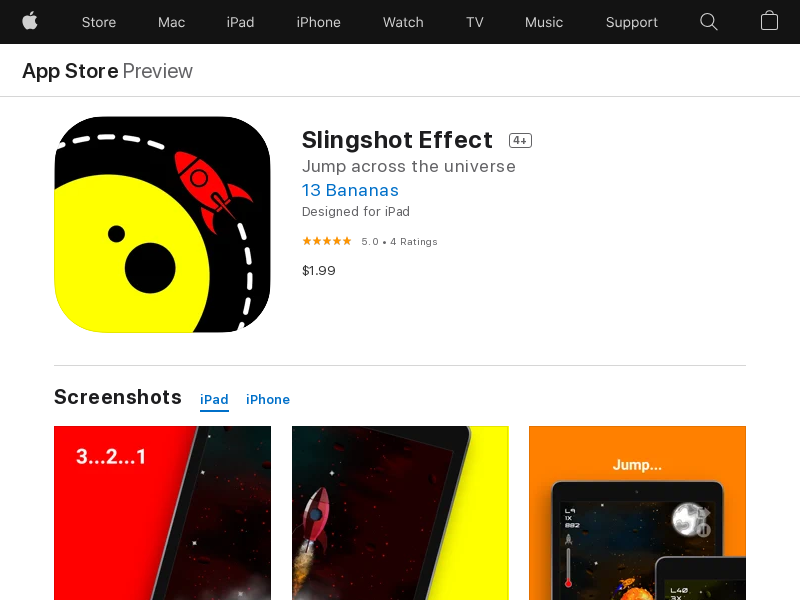 Store Mac iPad iPhone Watch TV Music Support
App Store Preview
Slingshot Effect 4+
Jump across the universe
13 Bananas
Designed for iPad
5.0 • 4 Ratings
$1.99
Screenshots iPad iPhone
3...2...1
Jump...
L9
1X
882
L40
3X